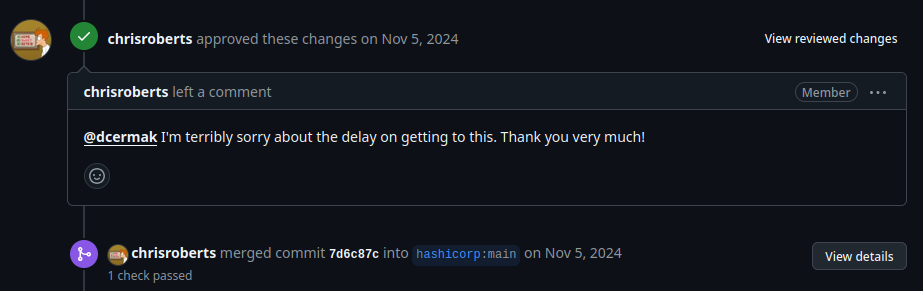 chrisroberts approved these changes on Nov 5, 2024 View reviewed changes
chrisroberts left a comment Member
@dcermak I'm terribly sorry about the delay on getting to this. Thank you very much!
chrisroberts merged commit 7d6c87c into hashicorp:main on Nov 5, 2024 View details
1 check passed